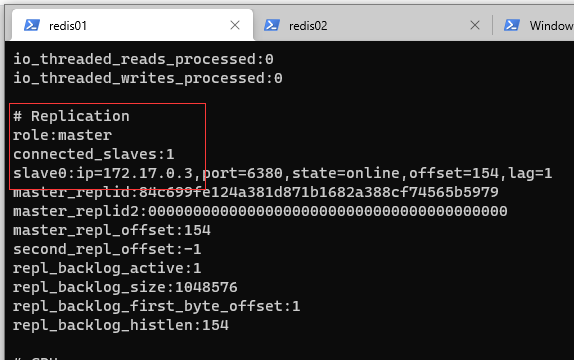 redis01
redis02
Window
io_threaded_reads_processed:0
io_threaded_writes_processed:0
# Replication
role:master
connected_slaves:1
slave0:ip=172.17.0.3,port=6380,state=online,offset=154,lag=1
master_replid:84c699fe124a381d871b1682a388cf74565b5979
master_replid2:0000000000000000000000000000000000000000
master_repl_offset:154
second_repl_offset:-1
repl_backlog_active:1
repl_backlog_size:1048576
repl_backlog_first_byte_offset:1
repl_backlog_histlen:154